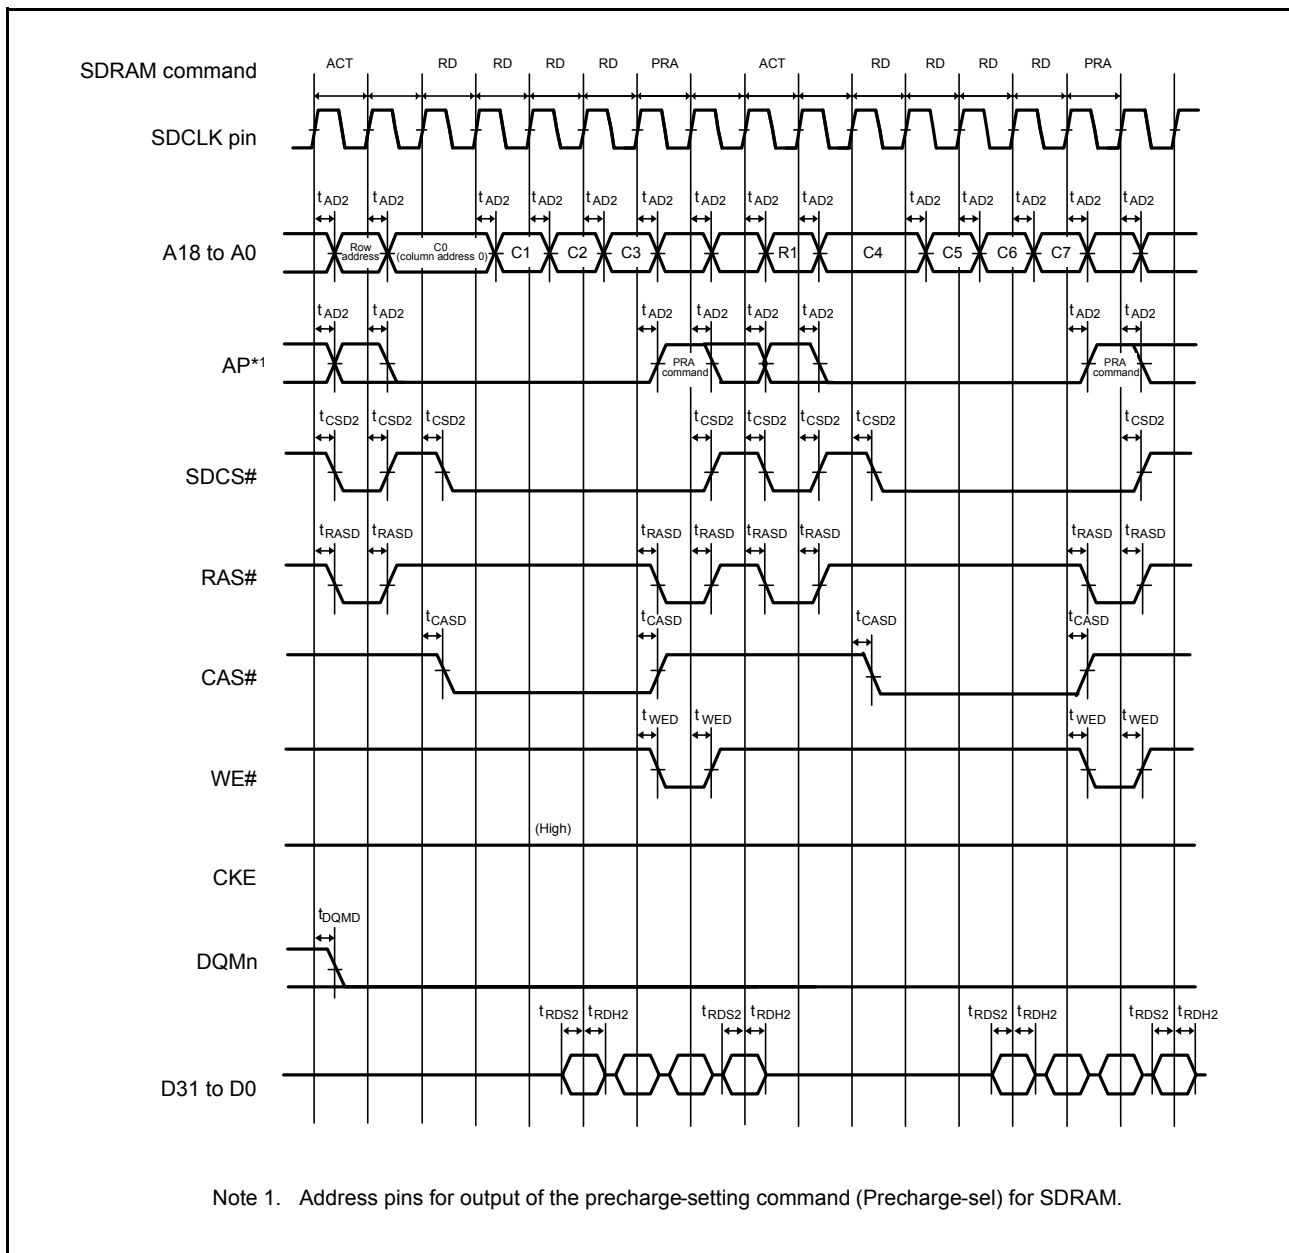 ACT RD RD RD RD PRA ACT RD RD RD RD PRA
SDRAM command
SDCLK pin
tAD2 tAD2 tAD2 tAD2 tAD2 tAD2 tAD2 tAD2 tAD2 tAD2 tAD2 tAD2 tAD2 tAD2
A18 to A0
Row address
C0 (column address 0)
C1 C2 C3 R1 C4 C5 C6 C7
tAD2 tAD2 tAD2 tAD2 tAD2 tAD2 tAD2 tAD2
AP*1
PRA command
PRA command
tCSD2 tCSD2 tCSD2 tCSD2 tCSD2 tCSD2 tCSD2 tCSD2
SDCS#
tRASD tRASD tRASD tRASD tRASD tRASD tRASD tRASD
RAS#
tCASD tCASD tCASD tCASD
CAS#
tWED tWED tWED tWED
WE#
(High)
CKE
tDQMD
DQMn
tRDS2 tRDH2 tRDS2 tRDH2 tRDS2 tRDH2 tRDS2 tRDH2
D31 to D0
Note 1. Address pins for output of the precharge-setting command (Precharge-sel) for SDRAM.